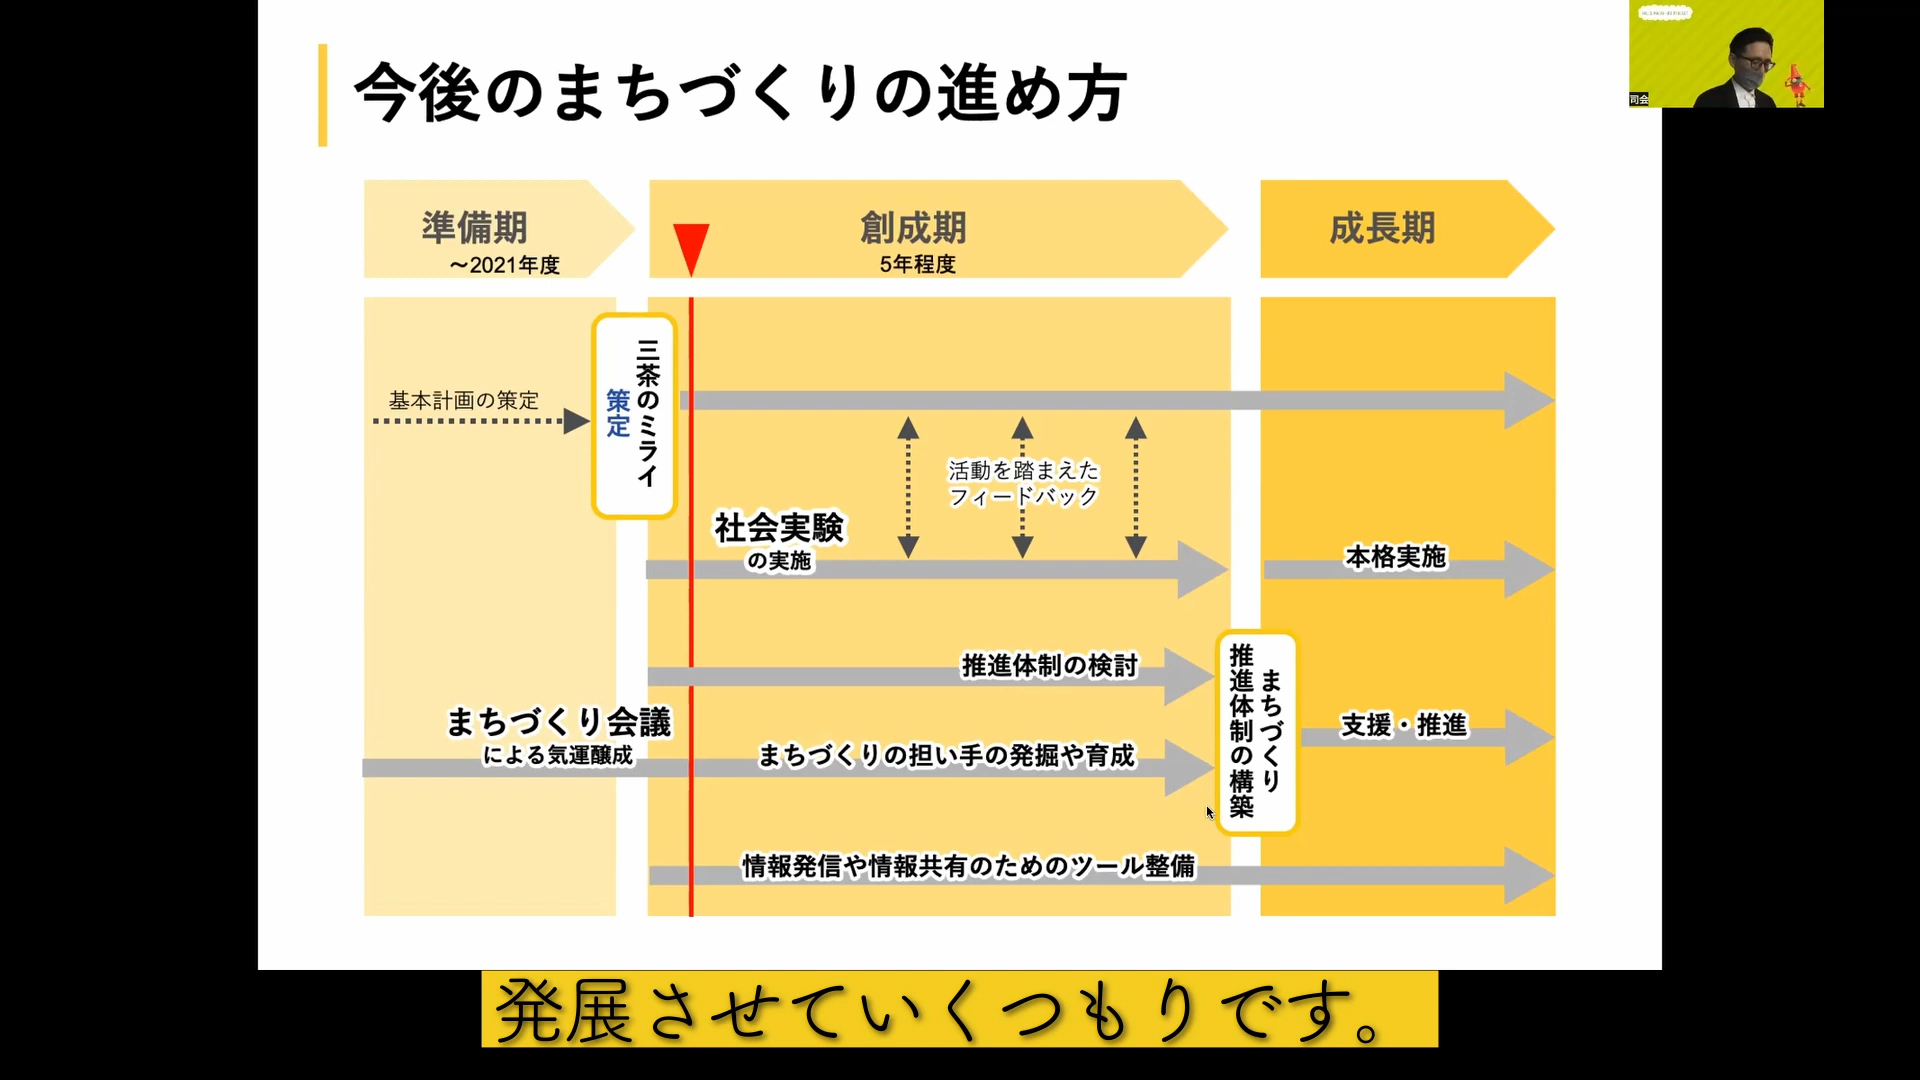 今後のまちづくりの進め方
司会
準備期
～2021年度
創成期
5年程度
成長期
基本計画の策定
三茶のミライ
策定
活動を踏まえた
フィードバック
社会実験
の実施
本格実施
推進体制の検討
まちづくり会議
による気運醸成
まちづくりの担い手の発掘や育成
まちづくり
推進体制の構築
支援・推進
情報発信や情報共有のためのツール整備
発展させていくつもりです。